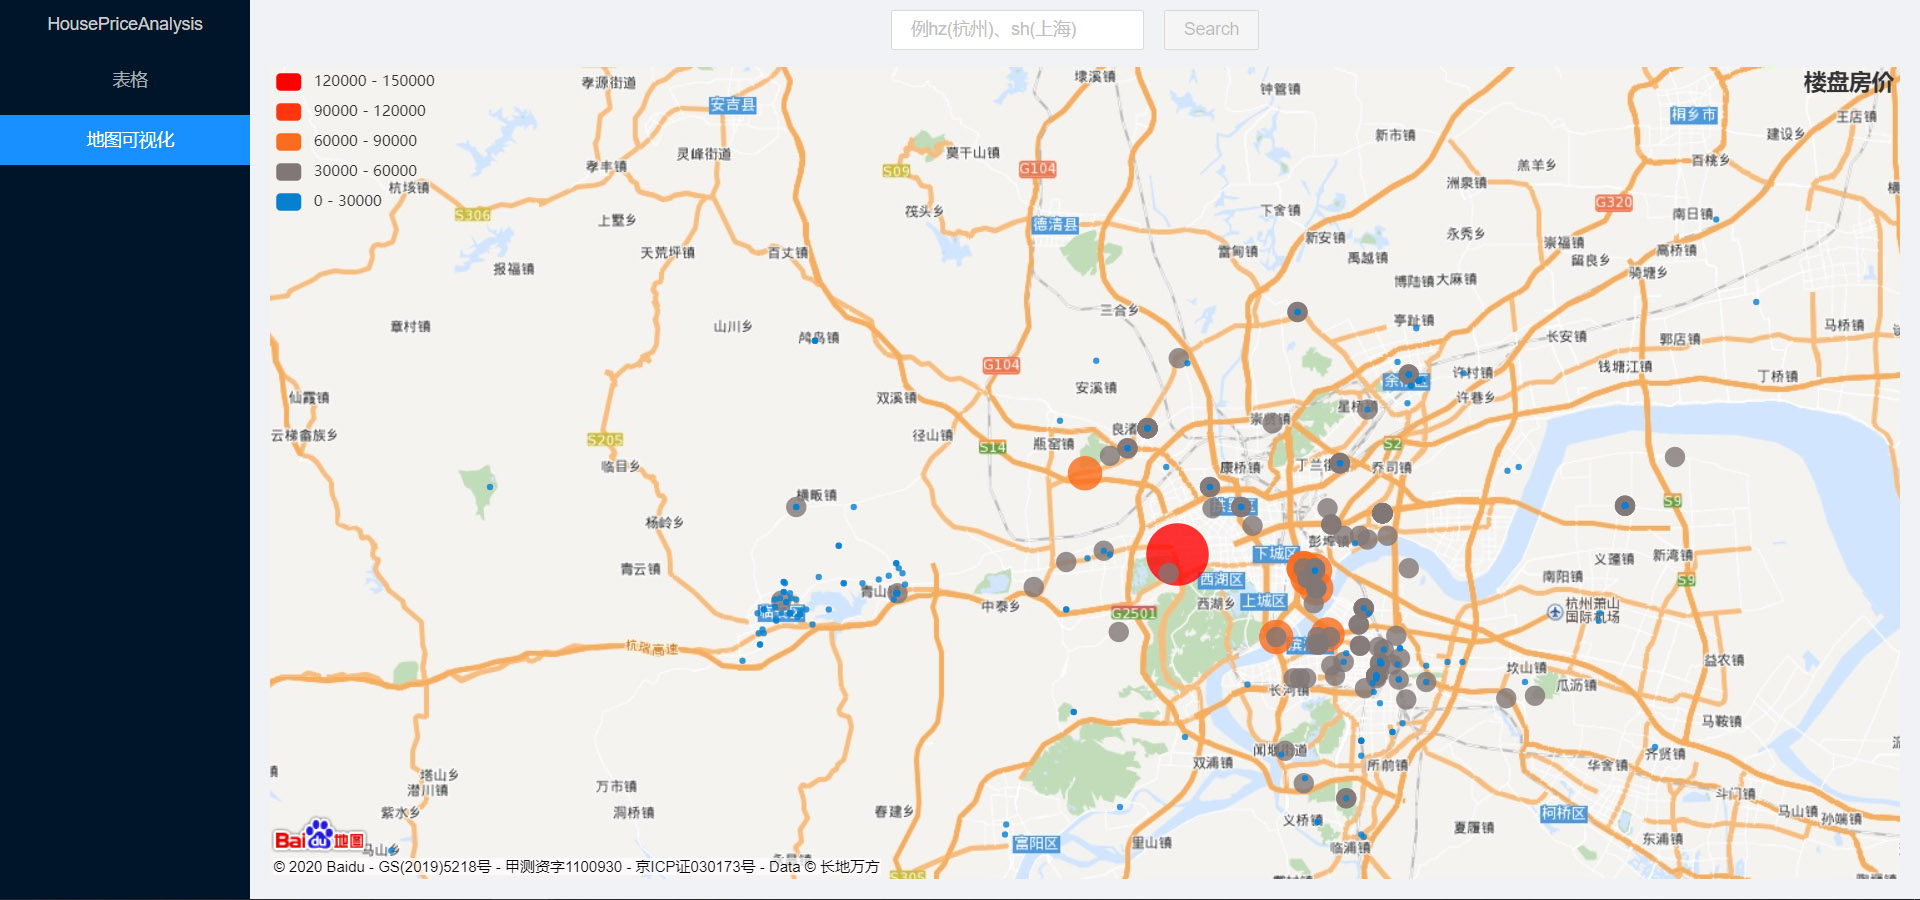 HousePriceAnalysis
表格
地图可视化
例hz(杭州)、sh(上海)
Search
楼盘房价
120000 - 150000
90000 - 120000
60000 - 90000
30000 - 60000
0 - 30000
孝源街道
埭溪镇
钟管镇
安吉县
桐乡市
王店镇
新市镇
建设乡
灵峰街道
莫干山镇
百桃乡
孝丰镇
S09
G104
羔羊乡
杭垓镇
洲泉镇
G320
S306
上墅乡
筏头乡
德清县
下舍镇
南日镇
新安镇
永秀乡
崇福镇
天荒坪镇
百丈镇
雷甸镇
禹越镇
高桥镇
留良乡
报福镇
博陆镇
大麻镇
骑塘乡
三合乡
章村镇
山川乡
亭趾镇
马桥镇
鸬鸟镇
长安镇
郭店镇
G104
钱塘江镇
许村镇
丁桥镇
安溪镇
仙霞镇
双溪镇
许巷乡
崇贤镇
云梯畲族乡
S205
径山镇
S14
瓶窑镇
良渚
S2
临目乡
康桥镇
乔司镇
横畈镇
S9
杨岭乡
彭埠镇
下城区
义蓬镇
新湾镇
青云镇
西湖区
南阳镇
S9
青山
中泰乡
西湖乡
上城区
杭州萧山
国际机场
G2501
杭瑞高速
坎山镇
益农镇
长河镇
瓜沥镇
马鞍镇
闻堰街道
齐贤镇
双浦镇
所前镇
华舍镇
塔山乡
潜川镇
万市镇
斗门镇
紫水乡
洞桥镇
春建乡
义桥镇
柯桥区
马山镇
孙端镇
夏履镇
富阳区
里山镇
临浦镇
东浦镇
马山乡
Bai du 地图
© 2020 Baidu - GS(2019)5218号 - 甲测资字1100930 - 京ICP证030173号 - Data © 长地万方
S305